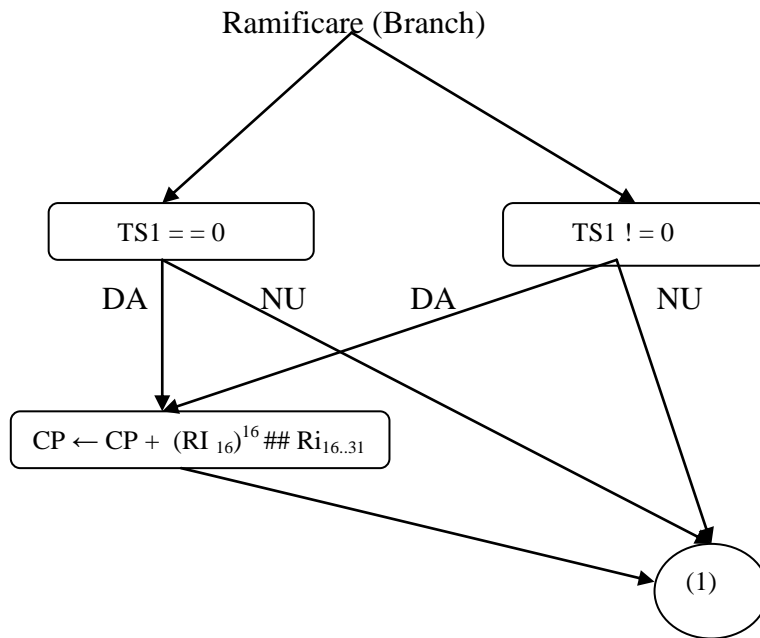 Ramificare (Branch)
TS1 = = 0
TS1 ! = 0
DA
NU
DA
NU
CP ← CP + (RI 16)16 ## Ri16..31
(1)